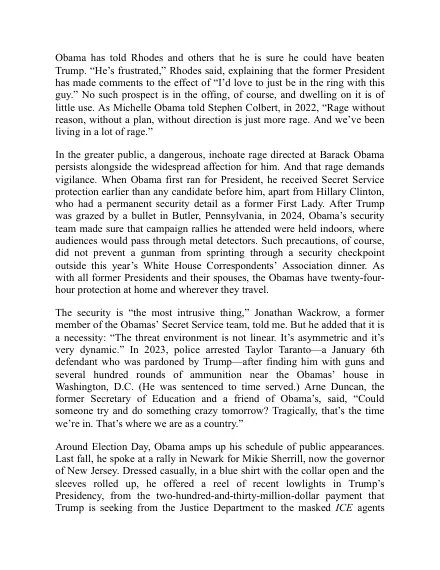 Obama has told Rhodes and others that he is sure he could have beaten
Trump. “He’s frustrated,” Rhodes said, explaining that the former President
has made comments to the effect of “I’d love to just be in the ring with this
guy.” No such prospect is in the offing, of course, and dwelling on it is of
little use. As Michelle Obama told Stephen Colbert, in 2022, “Rage without
reason, without a plan, without direction is just more rage. And we’ve been
living in a lot of rage.”
In the greater public, a dangerous, inchoate rage directed at Barack Obama
persists alongside the widespread affection for him. And that rage demands
vigilance. When Obama first ran for President, he received Secret Service
protection earlier than any candidate before him, apart from Hillary Clinton,
who had a permanent security detail as a former First Lady. After Trump
was grazed by a bullet in Butler, Pennsylvania, in 2024, Obama’s security
team made sure that campaign rallies he attended were held indoors, where
audiences would pass through metal detectors. Such precautions, of course,
did not prevent a gunman from sprinting through a security checkpoint
outside this year’s White House Correspondents’ Association dinner. As
with all former Presidents and their spouses, the Obamas have twenty-four-
hour protection at home and wherever they travel.
The security is “the most intrusive thing,” Jonathan Wackrow, a former
member of the Obamas’ Secret Service team, told me. But he added that it is
a necessity: “The threat environment is not linear. It’s asymmetric and it’s
very dynamic.” In 2023, police arrested Taylor Taranto—a January 6th
defendant who was pardoned by Trump—after finding him with guns and
several hundred rounds of ammunition near the Obamas’ house in
Washington, D.C. (He was sentenced to time served.) Arne Duncan, the
former Secretary of Education and a friend of Obama’s, said, “Could
someone try and do something crazy tomorrow? Tragically, that’s the time
we’re in. That’s where we are as a country.”
Around Election Day, Obama amps up his schedule of public appearances.
Last fall, he spoke at a rally in Newark for Mikie Sherrill, now the governor
of New Jersey. Dressed casually, in a blue shirt with the collar open and the
sleeves rolled up, he offered a reel of recent lowlights in Trump’s
Presidency, from the two-hundred-and-thirty-million-dollar payment that
Trump is seeking from the Justice Department to the masked ICE agents